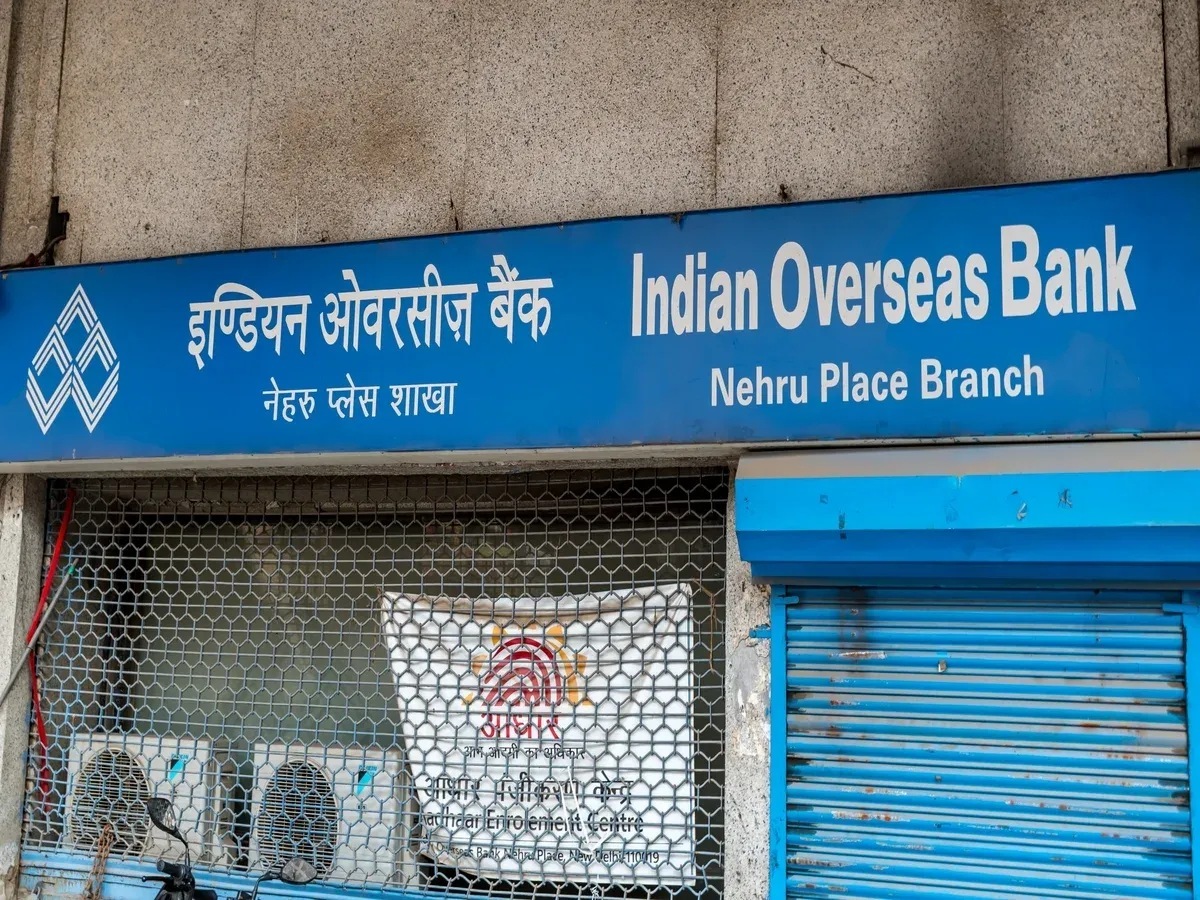 इण्डियन ओवरसीज़ बैंक
नेहरु प्लेस शाखा
Indian Overseas Bank
Nehru Place Branch
आधार
आम आदमी का अधिकार
आधार पंजीकरण केन्द्र
Aadhaar Enrolement Centre
Overseas Bank, Nehru Place, New Delhi-110019